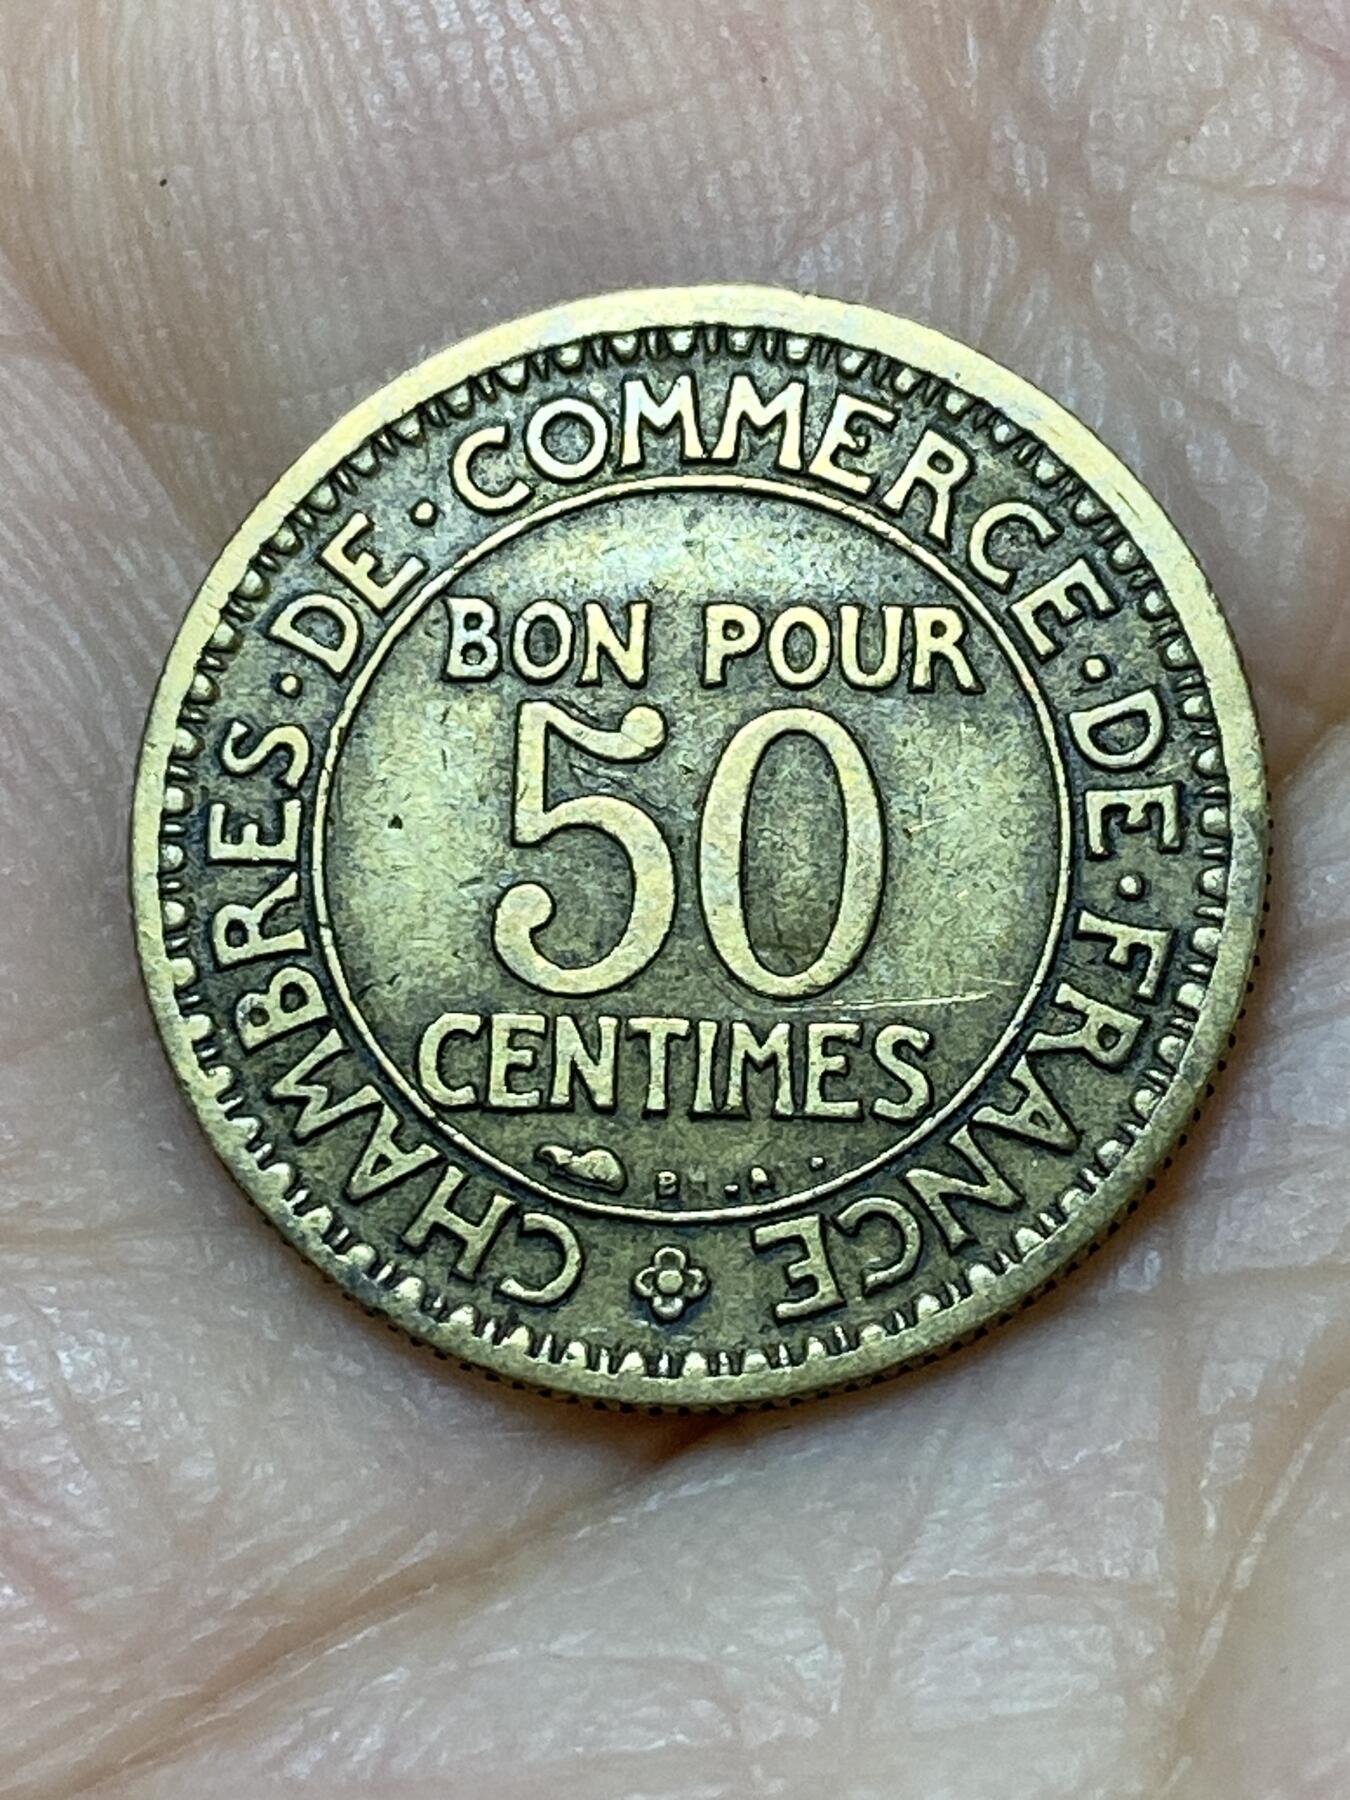 CHAMBRES·DE·COMMERCE·DE·FRANCE
BON POUR
50
CENTIMES